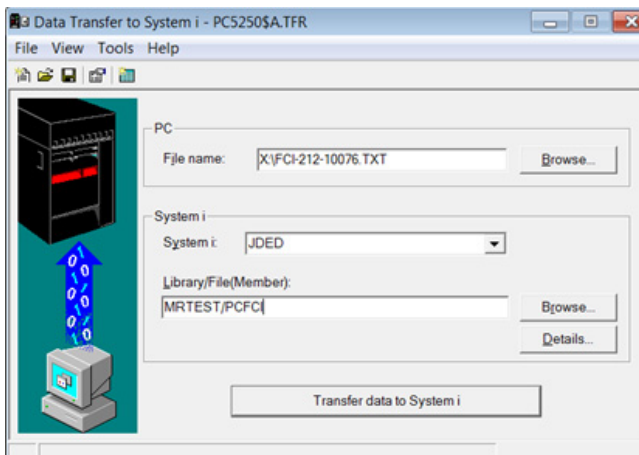 Data Transfer to System i - PC5250$A.TFR
File View Tools Help
PC
File name: X:\FCI-212-10076.TXT Browse...
System i
System i: JDED
Library/File(Member):
MRTEST/PCFCI Browse...
Details...
Transfer data to System i